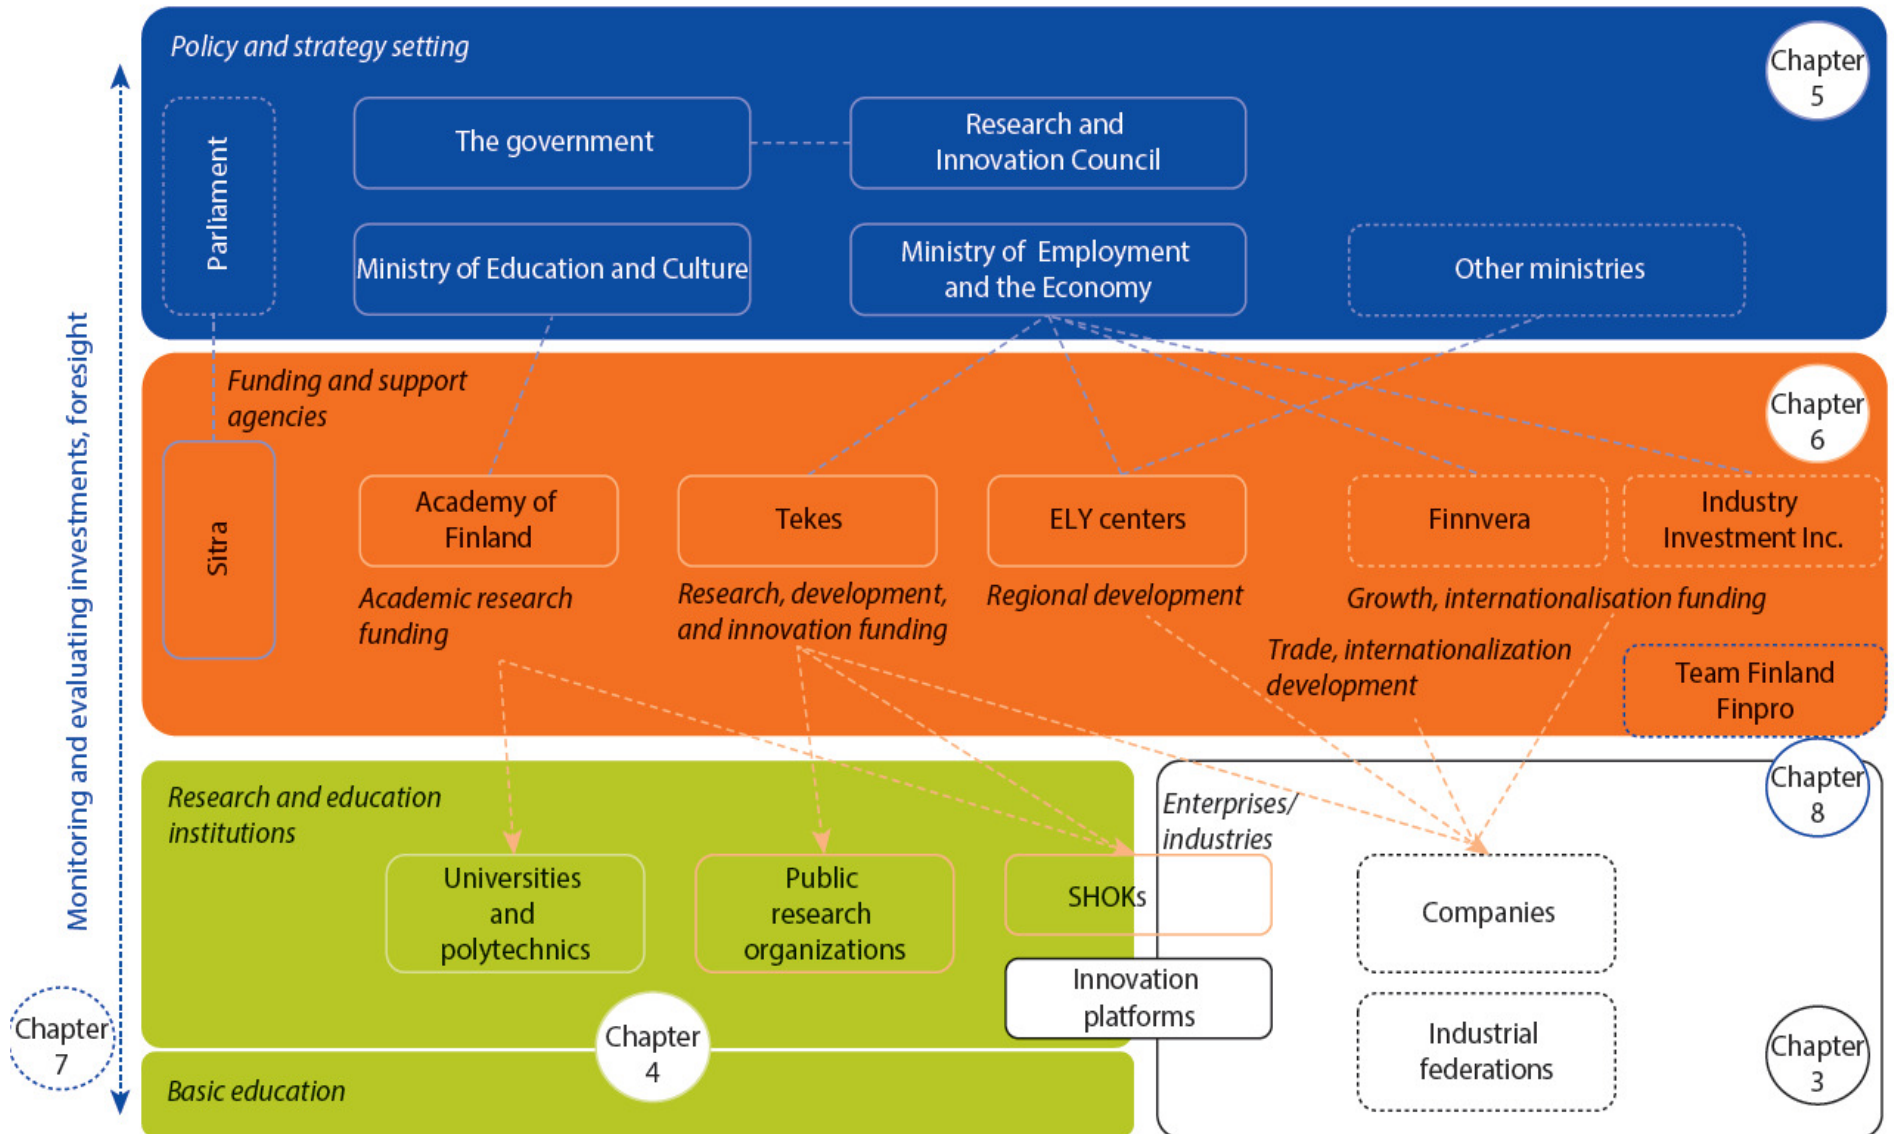 Policy and strategy setting
Chapter
5
Parliament
The government
Research and
Innovation Council
Ministry of Education and Culture
Ministry of Employment
and the Economy
Other ministries
Monitoring and evaluating investments, foresight
Funding and support
agencies
Chapter
6
Sitra
Academy of
Finland
Tekes
ELY centers
Finnvera
Industry
Investment Inc.
Academic research
funding
Research, development,
and innovation funding
Regional development
Growth, internationalisation funding
Trade, internationalization
development
Team Finland
Finpro
Chapter
8
Research and education
institutions
Enterprises/
industries
Universities
and
polytechnics
Public
research
organizations
SHOKs
Companies
Innovation
platforms
Industrial
federations
Chapter
7
Chapter
4
Chapter
3
Basic education